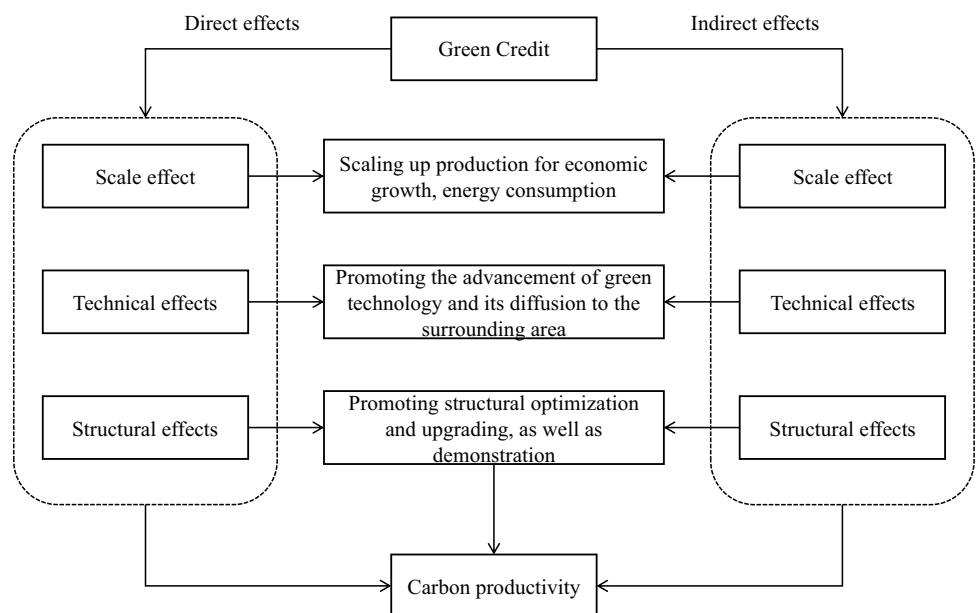 Direct effects
Green Credit
Indirect effects
Scale effect
Scaling up production for economic
growth, energy consumption
Scale effect
Technical effects
Promoting the advancement of green
technology and its diffusion to the
surrounding area
Technical effects
Structural effects
Promoting structural optimization
and upgrading, as well as
demonstration
Structural effects
Carbon productivity